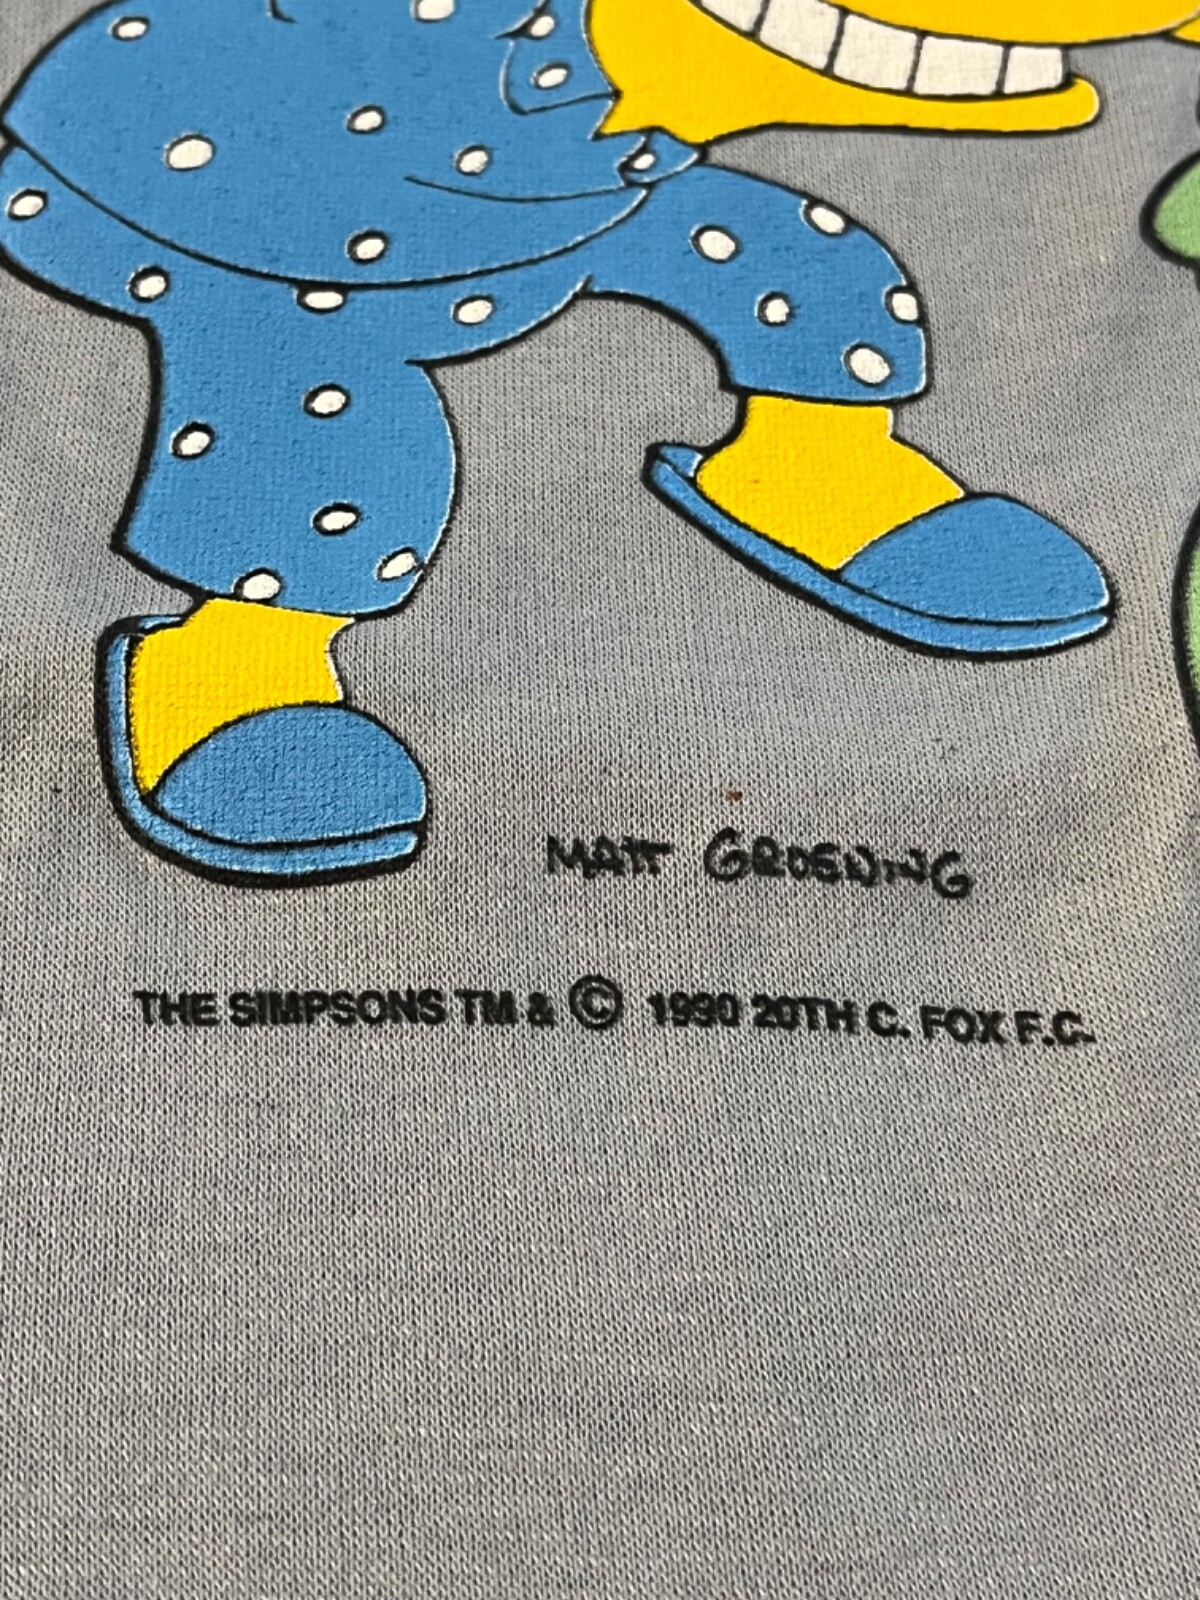 MATT GROENING
THE SIMPSONS TM & © 1990 20TH C. FOX F.C.